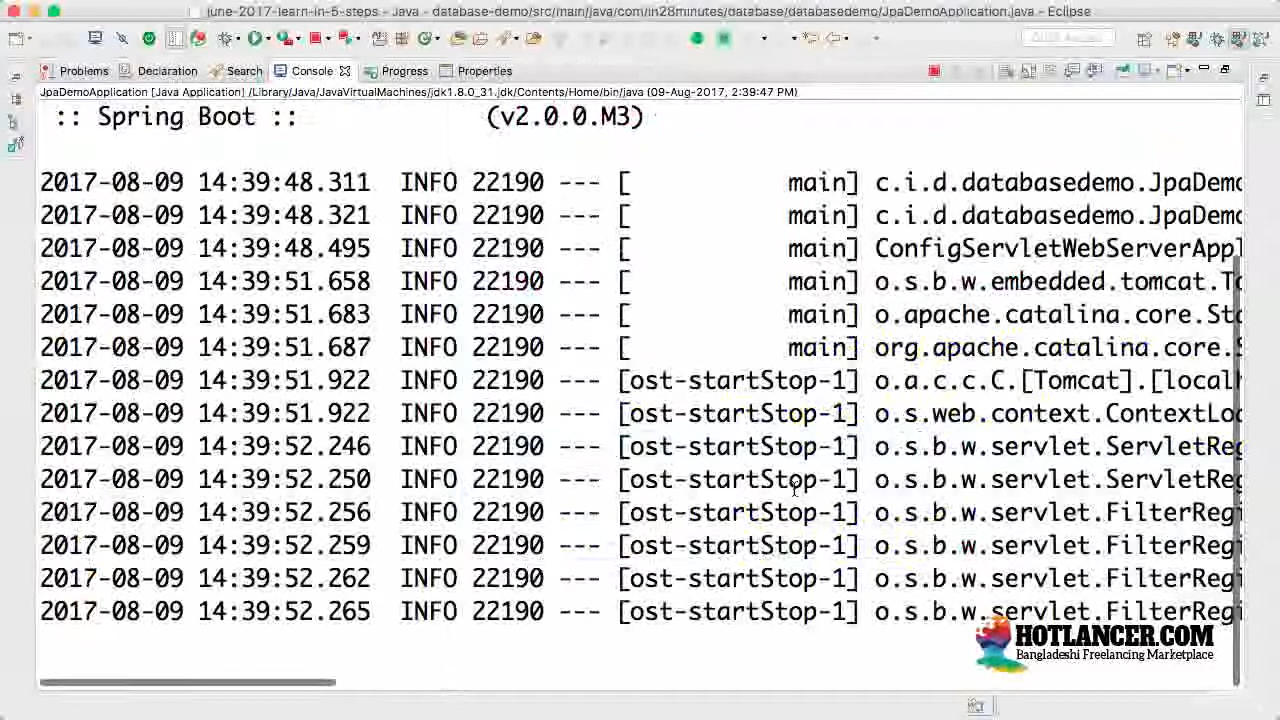 june-2017-learn-in-5-steps - Java - database-demo/src/main/java/com/in28minutes/database/databasedemo/JpaDemoApplication.java - Eclipse
Quick Access
Problems Declaration Search Console Progress Properties
JpaDemoApplication [Java Application] /Library/Java/JavaVirtualMachines/jdk1.8.0_31.jdk/Contents/Home/bin/java (09-Aug-2017, 2:39:47 PM)
:: Spring Boot :: (v2.0.0.M3)
2017-08-09 14:39:48.311 INFO 22190 --- [ main] c.i.d.databasedemo.JpaDemo
2017-08-09 14:39:48.321 INFO 22190 --- [ main] c.i.d.databasedemo.JpaDemo
2017-08-09 14:39:48.495 INFO 22190 --- [ main] ConfigServletWebServerAppl
2017-08-09 14:39:51.658 INFO 22190 --- [ main] o.s.b.w.embedded.tomcat.To
2017-08-09 14:39:51.683 INFO 22190 --- [ main] o.apache.catalina.core.Sta
2017-08-09 14:39:51.687 INFO 22190 --- [ main] org.apache.catalina.core.S
2017-08-09 14:39:51.922 INFO 22190 --- [ost-startStop-1] o.a.c.c.C.[Tomcat].[localh
2017-08-09 14:39:51.922 INFO 22190 --- [ost-startStop-1] o.s.web.context.ContextLoa
2017-08-09 14:39:52.246 INFO 22190 --- [ost-startStop-1] o.s.b.w.servlet.ServletReg
2017-08-09 14:39:52.250 INFO 22190 --- [ost-startStop-1] o.s.b.w.servlet.ServletReg
2017-08-09 14:39:52.256 INFO 22190 --- [ost-startStop-1] o.s.b.w.servlet.FilterRegi
2017-08-09 14:39:52.259 INFO 22190 --- [ost-startStop-1] o.s.b.w.servlet.FilterRegi
2017-08-09 14:39:52.262 INFO 22190 --- [ost-startStop-1] o.s.b.w.servlet.FilterRegi
2017-08-09 14:39:52.265 INFO 22190 --- [ost-startStop-1] o.s.b.w.servlet.FilterRegi
HOTLANCER.COM
Bangladeshi Freelancing Marketplace